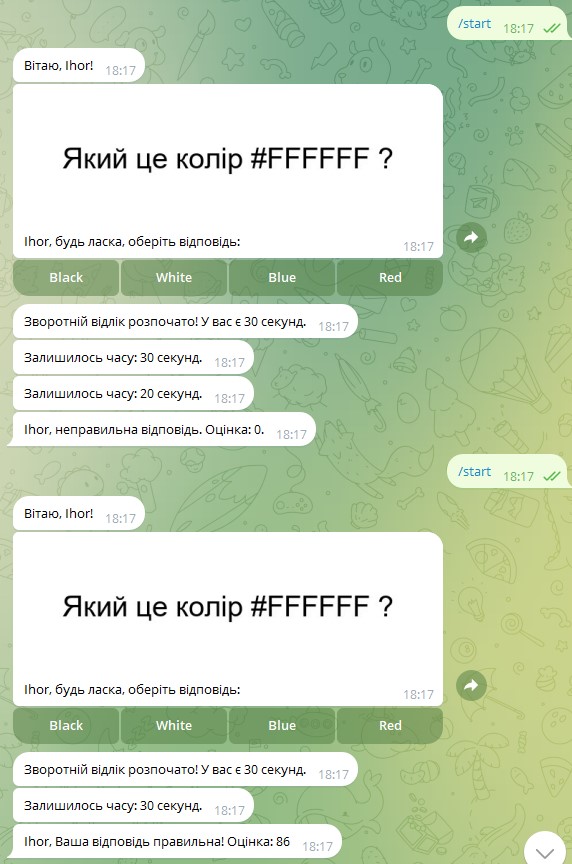 /start 18:17
Вітаю, Ihor! 18:17
Який це колір #FFFFFF ?
Ihor, будь ласка, оберіть відповідь:
18:17
Black White Blue Red
Зворотній відлік розпочато! У вас є 30 секунд. 18:17
Залишилось часу: 30 секунд. 18:17
Залишилось часу: 20 секунд. 18:17
Ihor, неправильна відповідь. Оцінка: 0. 18:17
/start 18:17
Вітаю, Ihor! 18:17
Який це колір #FFFFFF ?
Ihor, будь ласка, оберіть відповідь:
18:17
Black White Blue Red
Зворотній відлік розпочато! У вас є 30 секунд. 18:17
Залишилось часу: 30 секунд. 18:17
Ihor, Ваша відповідь правильна! Оцінка: 86 18:17